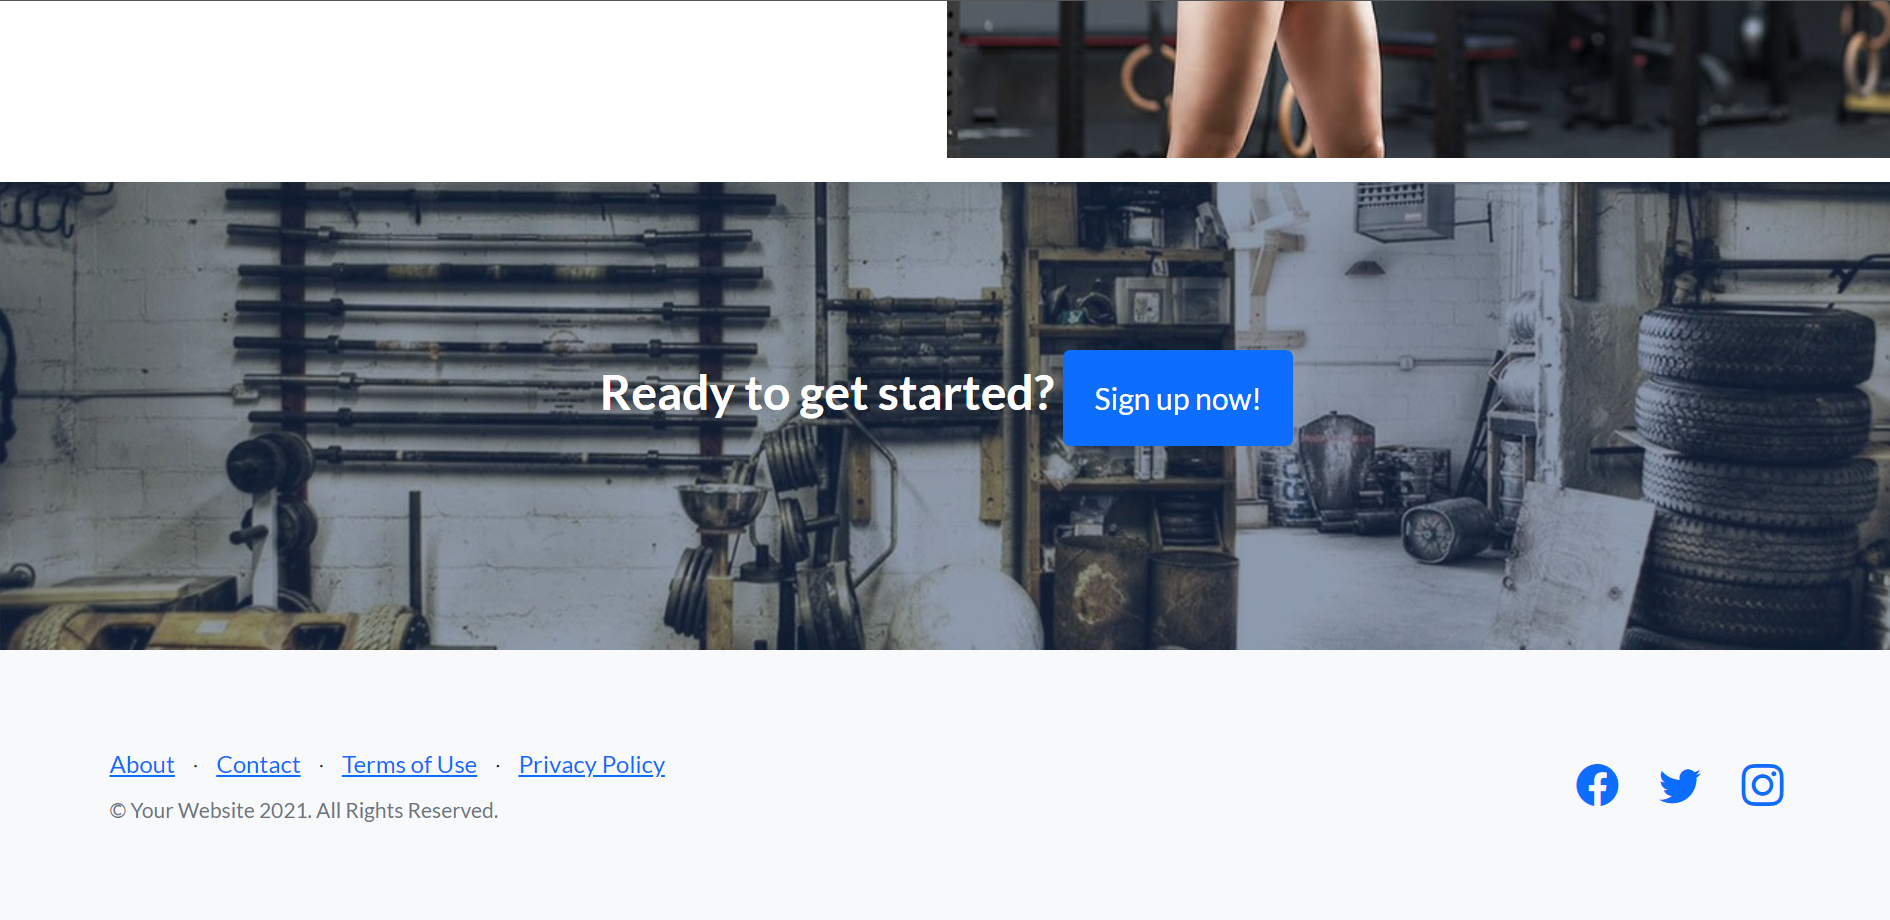 Ready to get started? Sign up now!
About · Contact · Terms of Use · Privacy Policy
© Your Website 2021. All Rights Reserved.